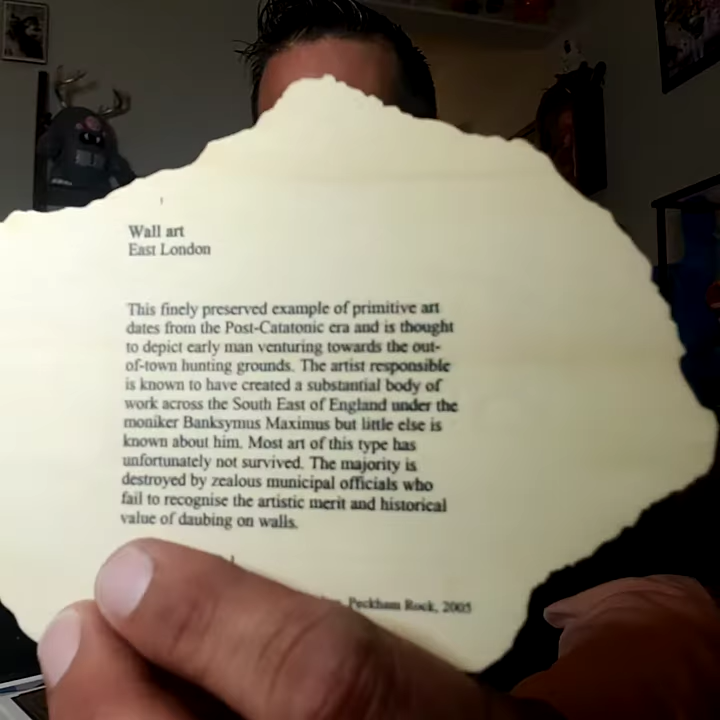 Wall art
East London
This finely preserved example of primitive art
dates from the Post-Catatonic era and is thought
to depict early man venturing towards the out-
of-town hunting grounds. The artist responsible
is known to have created a substantial body of
work across the South East of England under the
moniker Banksymus Maximus but little else is
known about him. Most art of this type has
unfortunately not survived. The majority is
destroyed by zealous municipal officials who
fail to recognise the artistic merit and historical
value of daubing on walls.
Peckham Rock, 2005